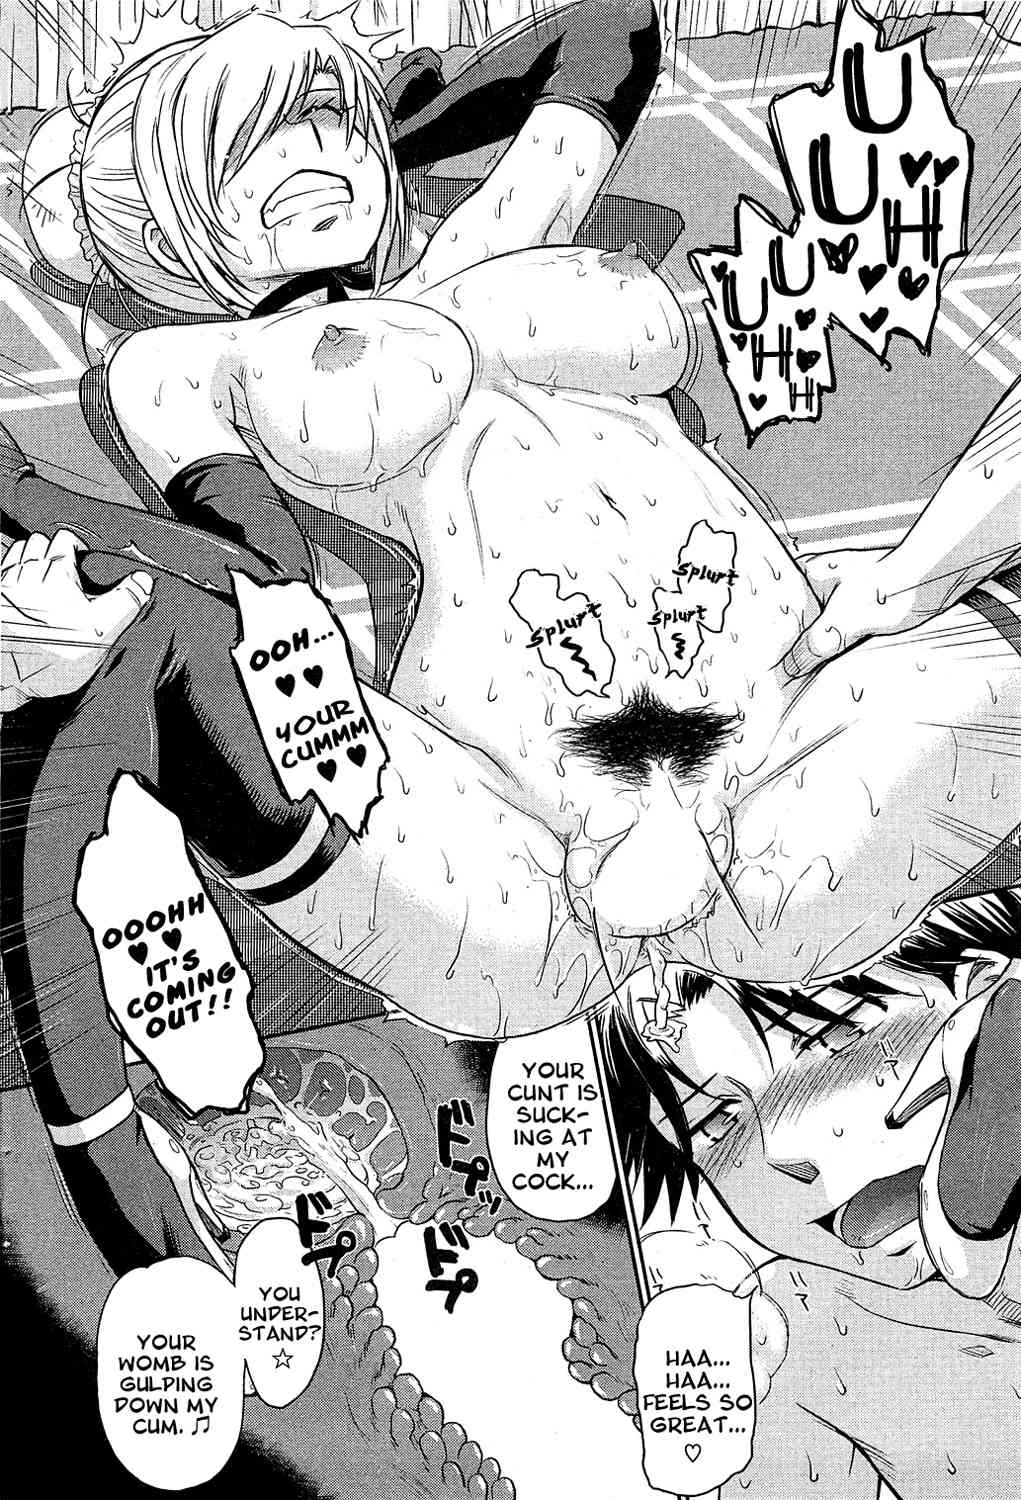 UUUH
UUHH
OOH...
♥ ♥
YOUR
CUMMM
♥ ♥
Splurt
Splurt
Splurt
OOOHH
♥ ♥
IT'S
COMING
OUT!!
YOUR
CUNT IS
SUCK-
ING AT
MY
COCK...
ドプッ
ドプ
ドプ
YOU
UNDER-
STAND?
☆
YOUR
WOMB IS
GULPING
DOWN MY
CUM. ♫
HAA...
HAA...
FEELS SO
GREAT...
♡